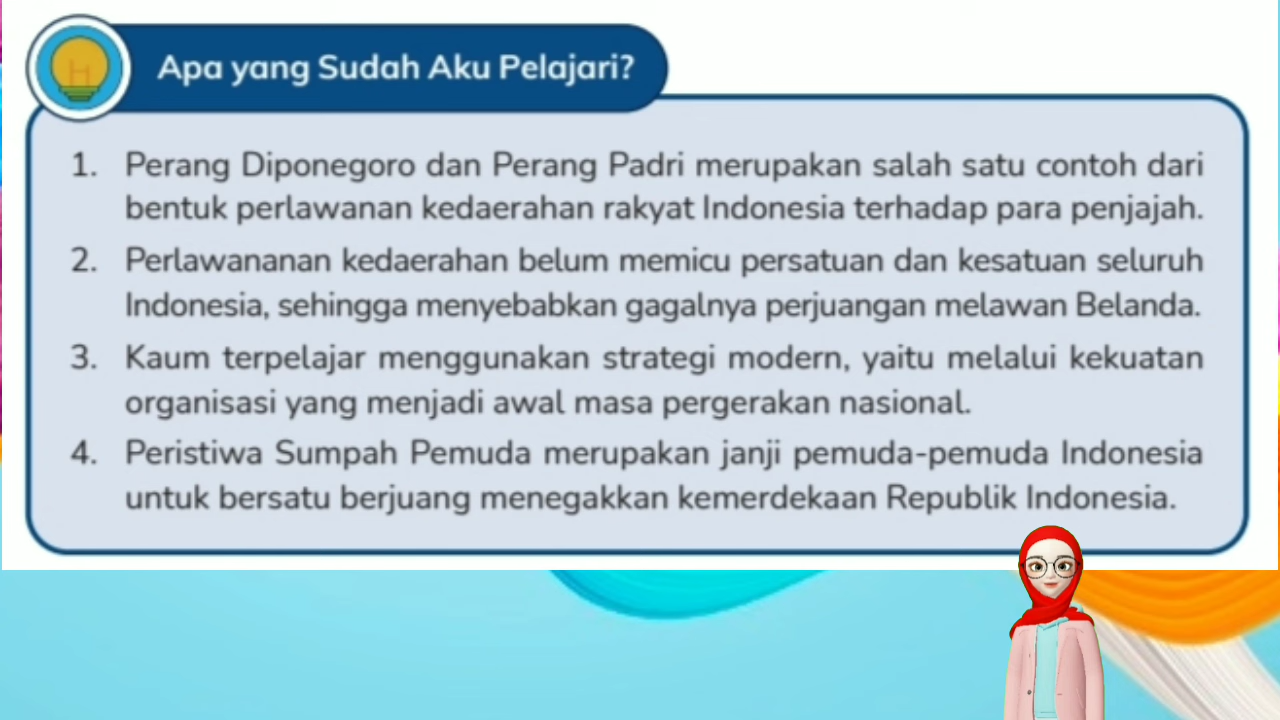 Apa yang Sudah Aku Pelajari?
1. Perang Diponegoro dan Perang Padri merupakan salah satu contoh dari
bentuk perlawanan kedaerahan rakyat Indonesia terhadap para penjajah.
2. Perlawananan kedaerahan belum memicu persatuan dan kesatuan seluruh
Indonesia, sehingga menyebabkan gagalnya perjuangan melawan Belanda.
3. Kaum terpelajar menggunakan strategi modern, yaitu melalui kekuatan
organisasi yang menjadi awal masa pergerakan nasional.
4. Peristiwa Sumpah Pemuda merupakan janji pemuda-pemuda Indonesia
untuk bersatu berjuang menegakkan kemerdekaan Republik Indonesia.